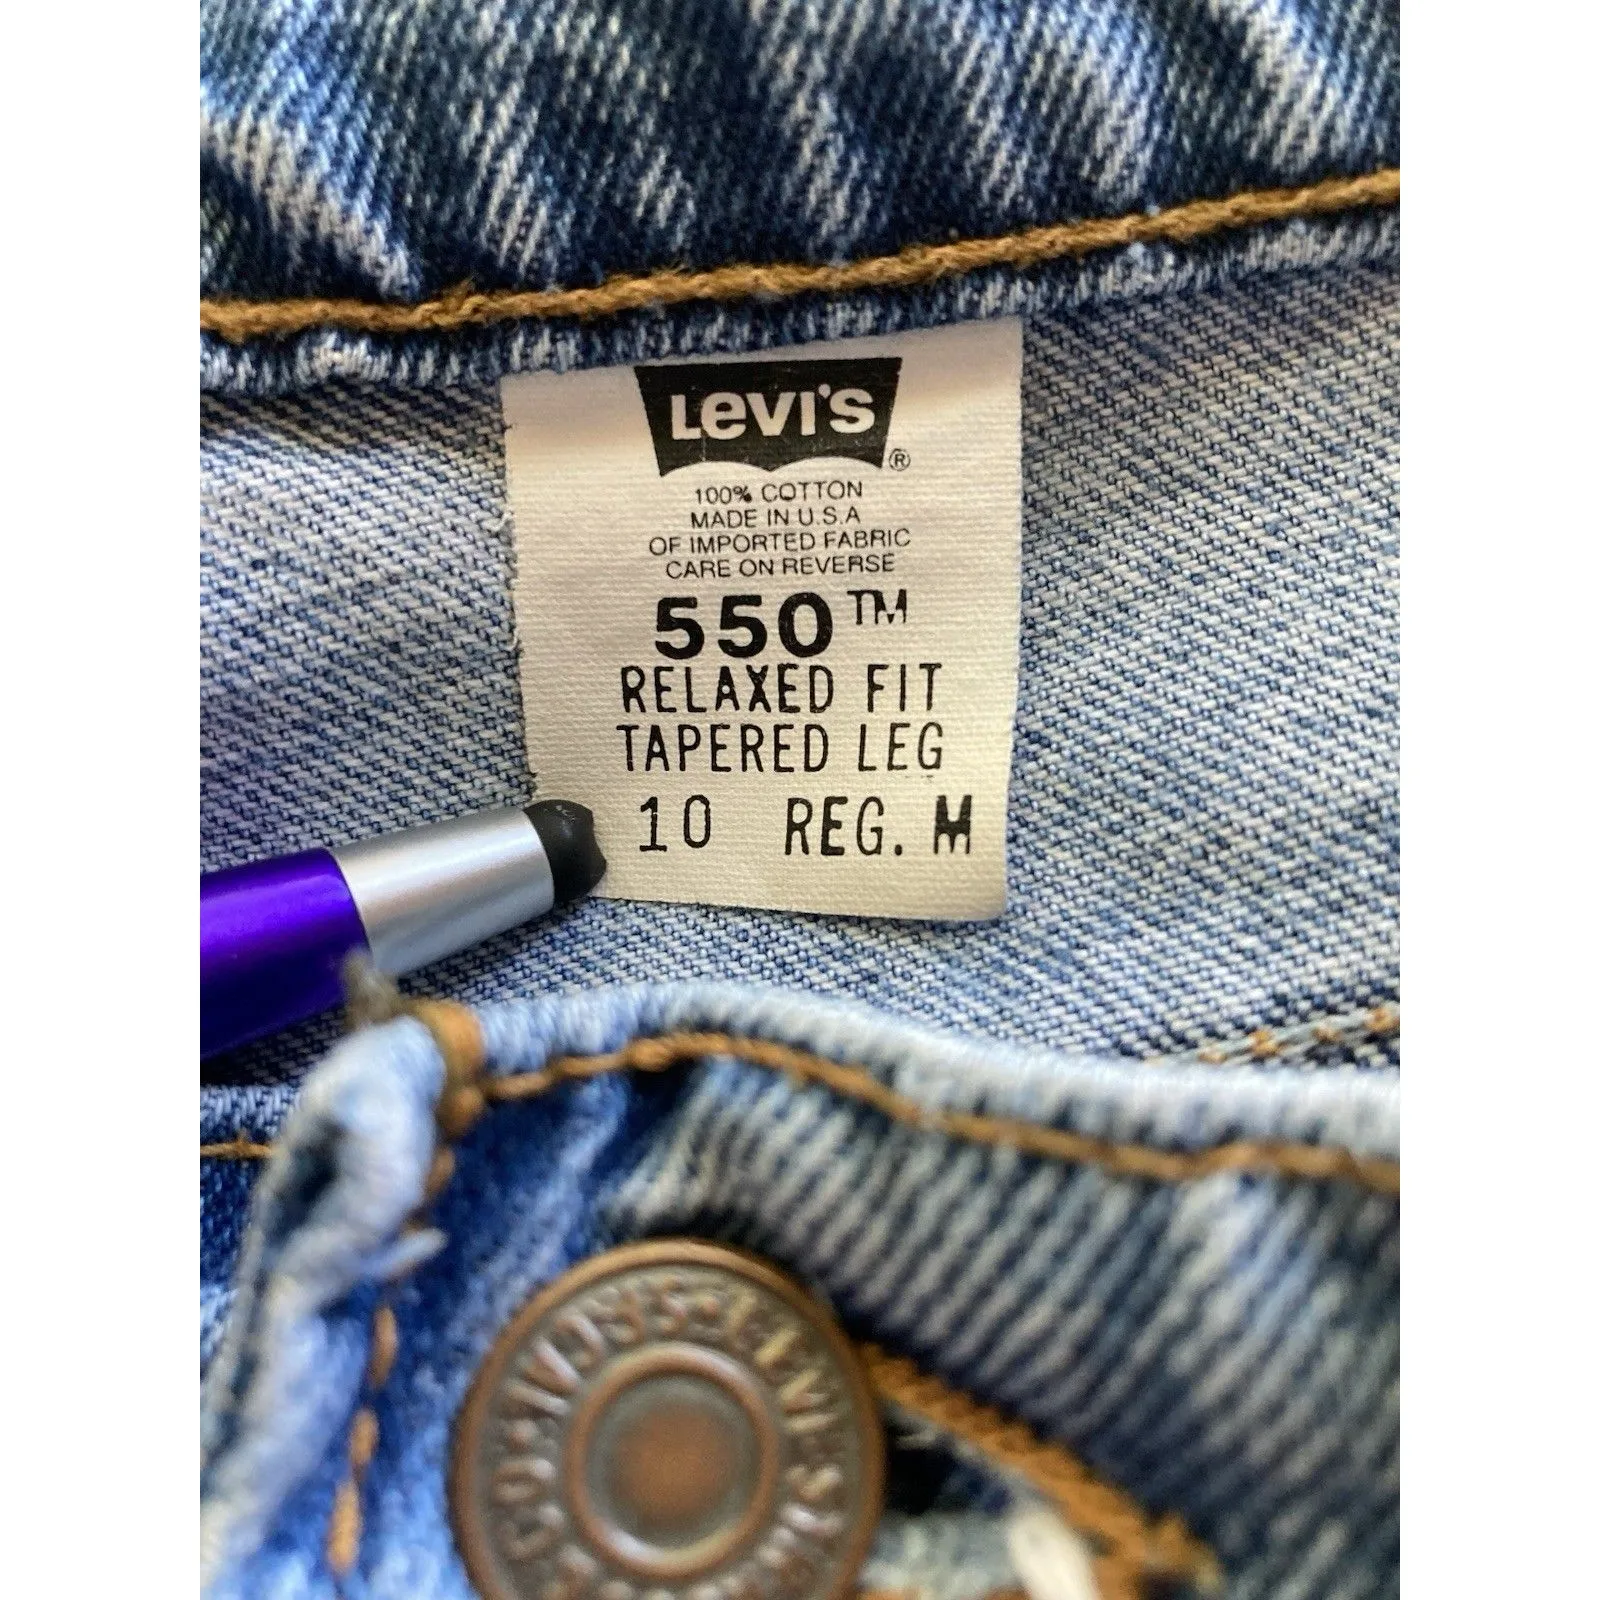 LEVI'S
®
100% COTTON
MADE IN U.S.A
OF IMPORTED FABRIC
CARE ON REVERSE
550™
RELAXED FIT
TAPERED LEG
10 REG. M